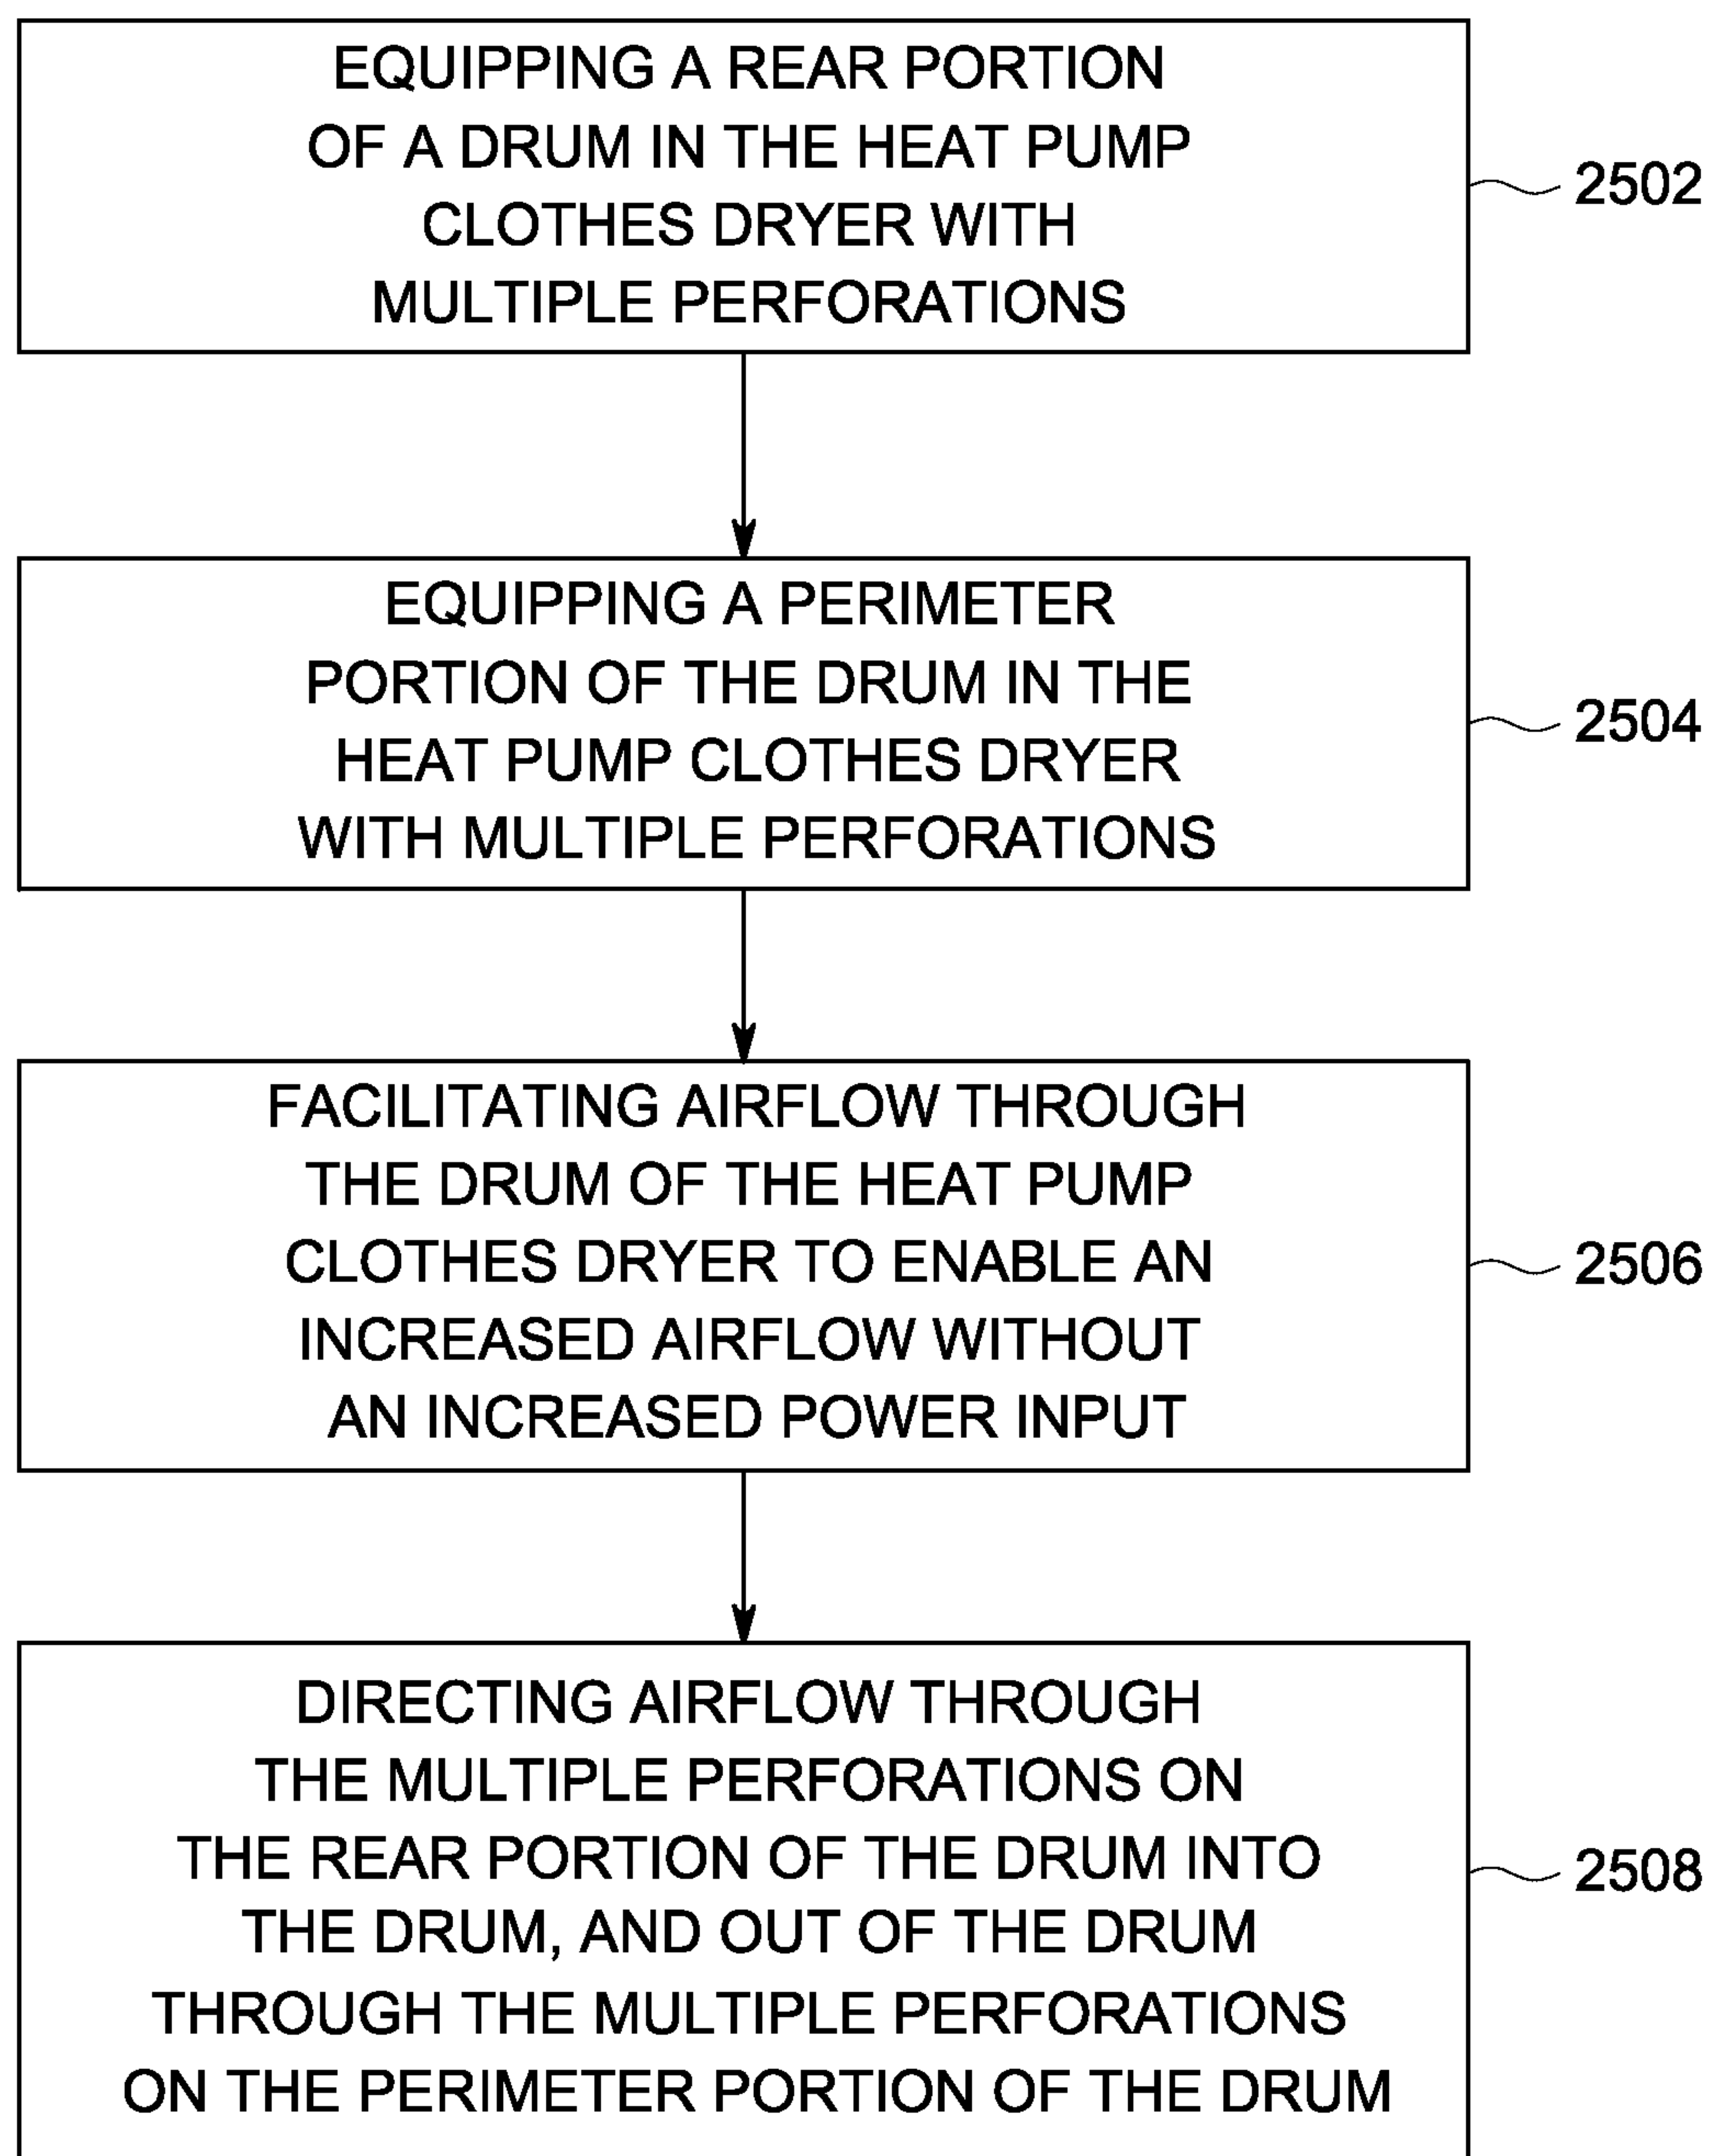 EQUIPPING A REAR PORTION
OF A DRUM IN THE HEAT PUMP
CLOTHES DRYER WITH
MULTIPLE PERFORATIONS
2502
EQUIPPING A PERIMETER
PORTION OF THE DRUM IN THE
HEAT PUMP CLOTHES DRYER
WITH MULTIPLE PERFORATIONS
2504
FACILITATING AIRFLOW THROUGH
THE DRUM OF THE HEAT PUMP
CLOTHES DRYER TO ENABLE AN
INCREASED AIRFLOW WITHOUT
AN INCREASED POWER INPUT
2506
DIRECTING AIRFLOW THROUGH
THE MULTIPLE PERFORATIONS ON
THE REAR PORTION OF THE DRUM INTO
THE DRUM, AND OUT OF THE DRUM
THROUGH THE MULTIPLE PERFORATIONS
ON THE PERIMETER PORTION OF THE DRUM
2508